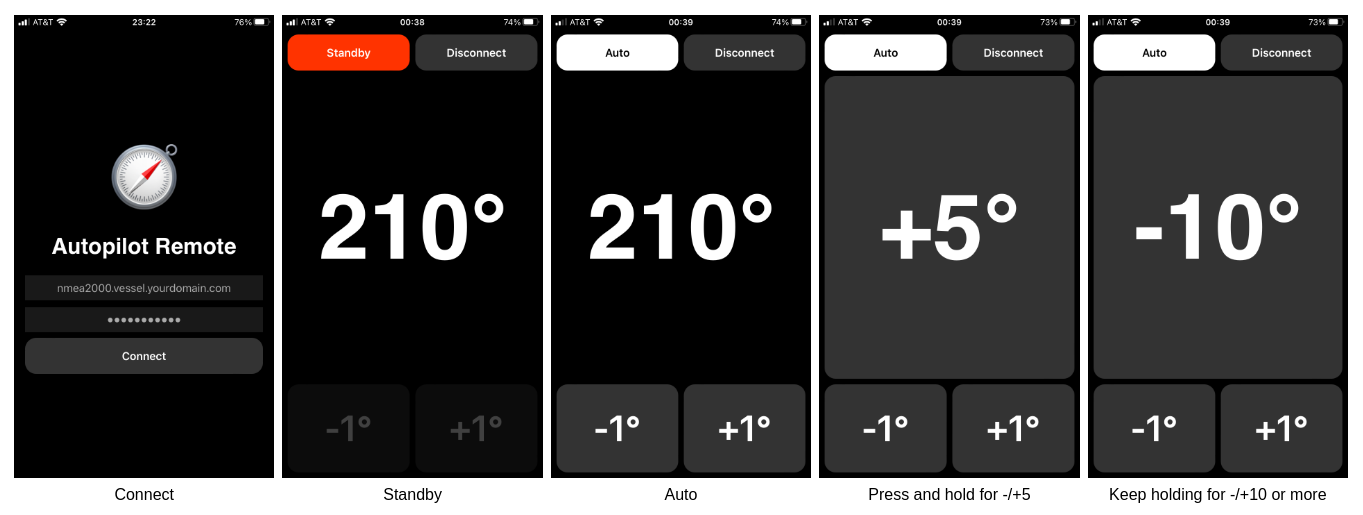 AT&T 23:22 76%
Autopilot Remote
nmea2000.vessel.yourdomain.com
•••••••••••
Connect
Connect
AT&T 00:38 74%
Standby Disconnect
210°
-1° +1°
Standby
AT&T 00:39 74%
Auto Disconnect
210°
-1° +1°
Auto
AT&T 00:39 73%
Auto Disconnect
+5°
-1° +1°
Press and hold for -/+5
AT&T 00:39 73%
Auto Disconnect
-10°
-1° +1°
Keep holding for -/+10 or more